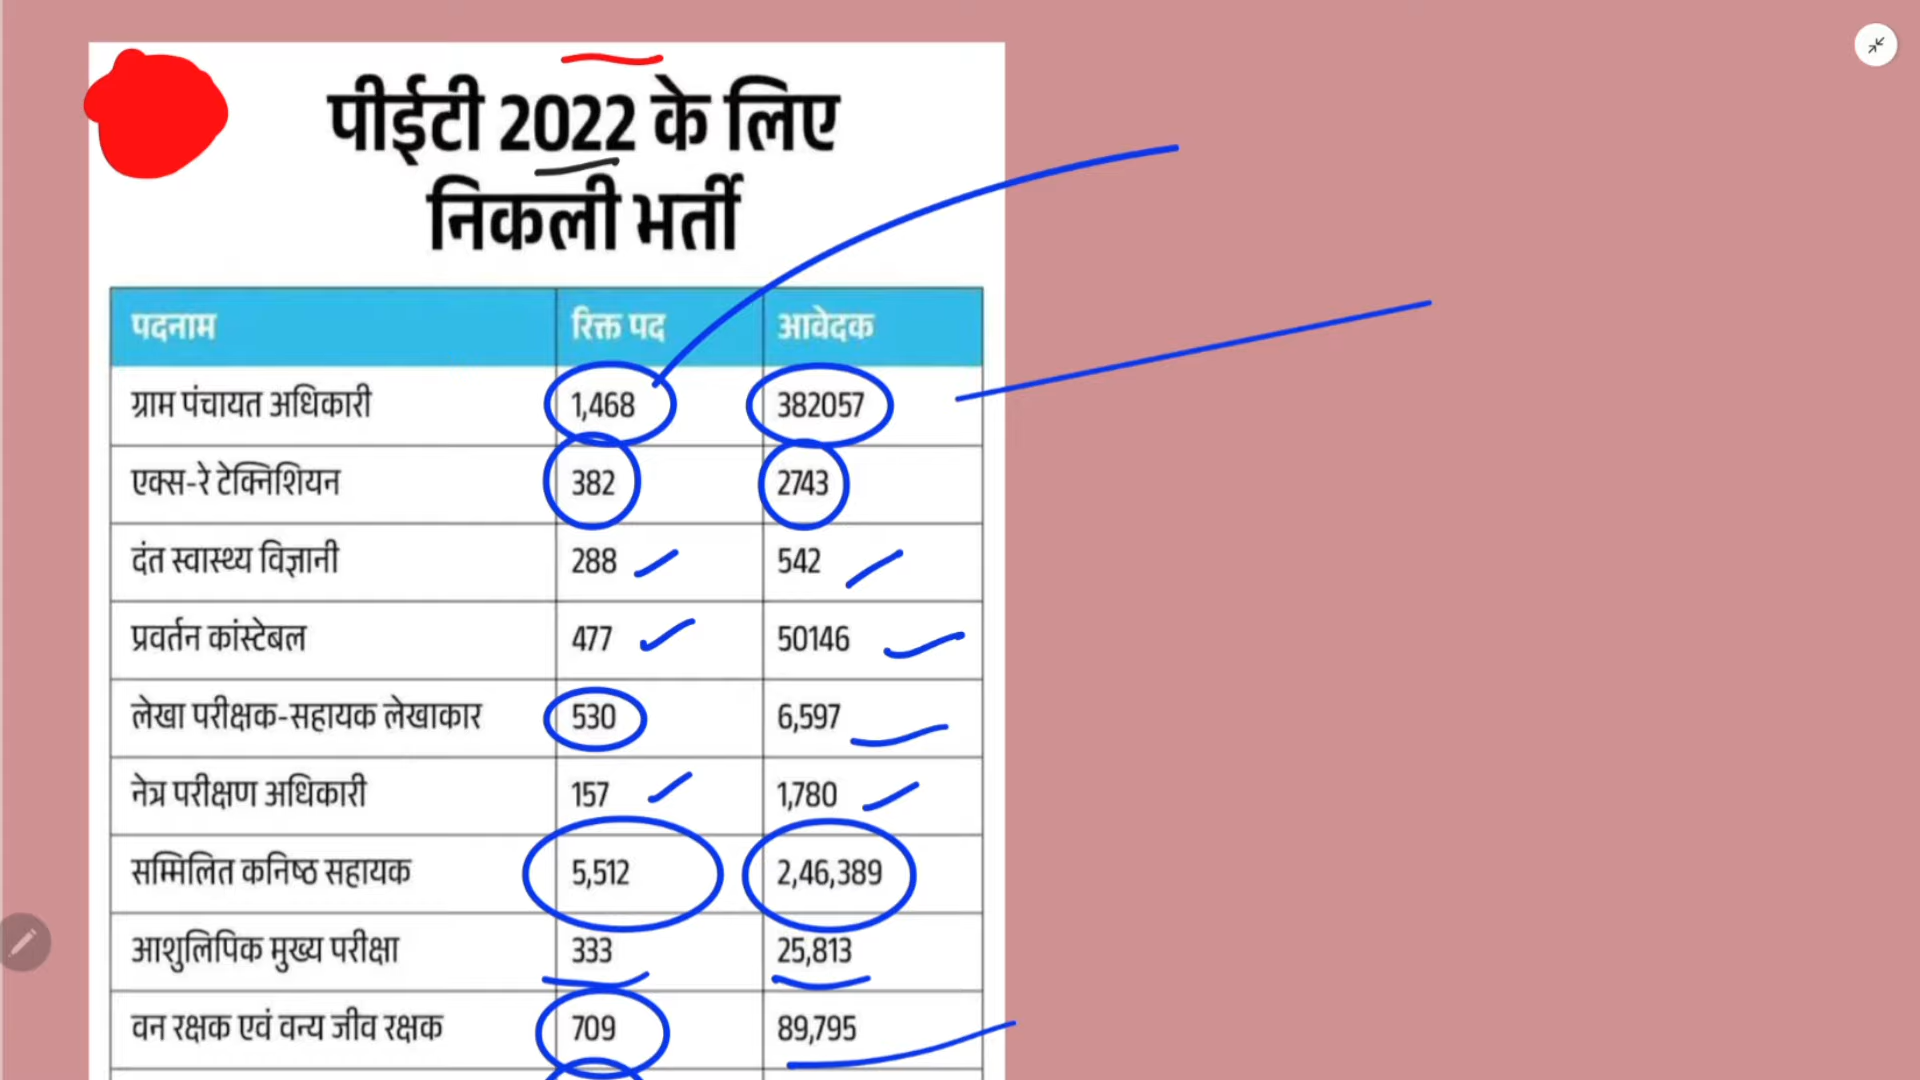 पीईटी 2022 के लिए
निकली भर्ती
पदनाम रिक्त पद आवेदक
ग्राम पंचायत अधिकारी 1,468 382057
एक्स-रे टेक्निशियन 382 2743
दंत स्वास्थ्य विज्ञानी 288 542
प्रवर्तन कांस्टेबल 477 50146
लेखा परीक्षक-सहायक लेखाकार 530 6,597
नेत्र परीक्षण अधिकारी 157 1,780
सम्मिलित कनिष्ठ सहायक 5,512 2,46,389
आशुलिपिक मुख्य परीक्षा 333 25,813
वन रक्षक एवं वन्य जीव रक्षक 709 89,795